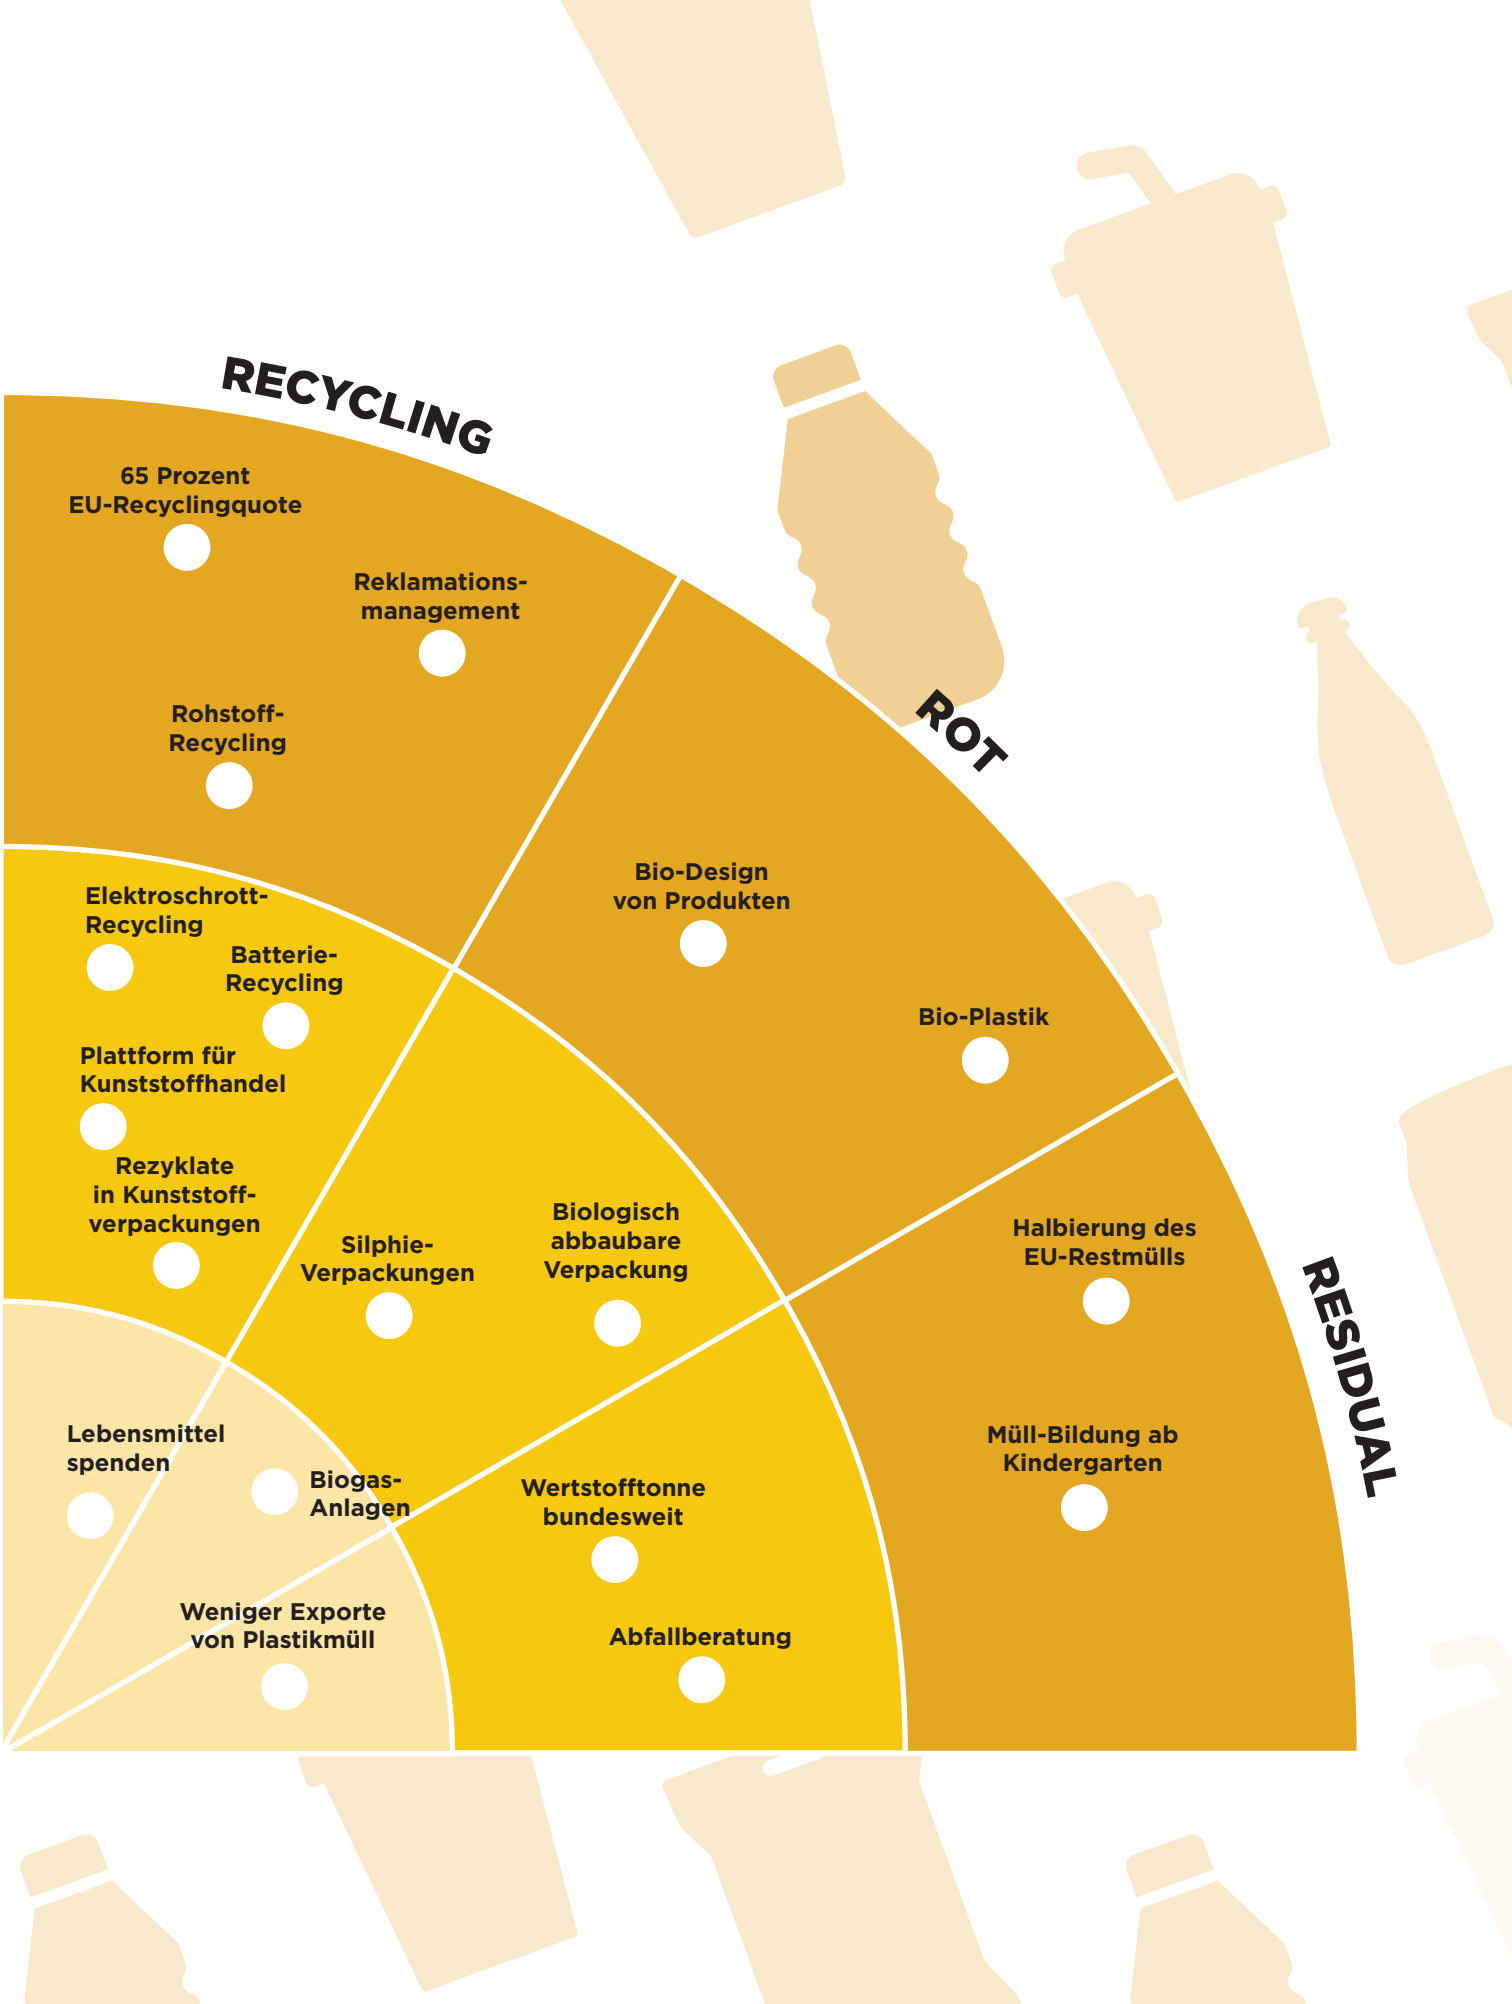 RECYCLING
65 Prozent
EU-Recyclingquote
Reklamations-
management
Rohstoff-
Recycling
Elektroschrott-
Recycling
Batterie-
Recycling
Plattform für
Kunststoffhandel
Rezyklate
in Kunststoff-
verpackungen
Lebensmittel
spenden
ROT
Bio-Design
von Produkten
Bio-Plastik
Silphie-
Verpackungen
Biologisch
abbaubare
Verpackung
Biogas-
Anlagen
RESIDUAL
Halbierung des
EU-Restmülls
Müll-Bildung ab
Kindergarten
Wertstofftonne
bundesweit
Abfallberatung
Weniger Exporte
von Plastikmüll